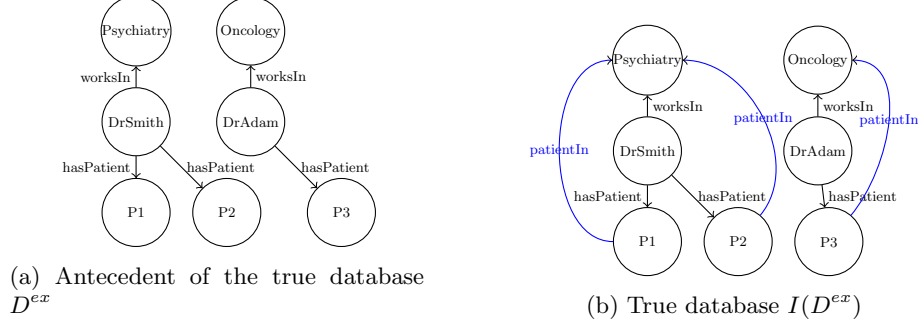 Psychiatry
Oncology
worksIn
worksIn
DrSmith
DrAdam
hasPatient
hasPatient
hasPatient
P1
P2
P3
(a) Antecedent of the true database
D^{ex}
Psychiatry
Oncology
worksIn
worksIn
patientIn
patientIn
patientIn
DrSmith
DrAdam
hasPatient
hasPatient
hasPatient
P1
P2
P3
(b) True database I(D^{ex})